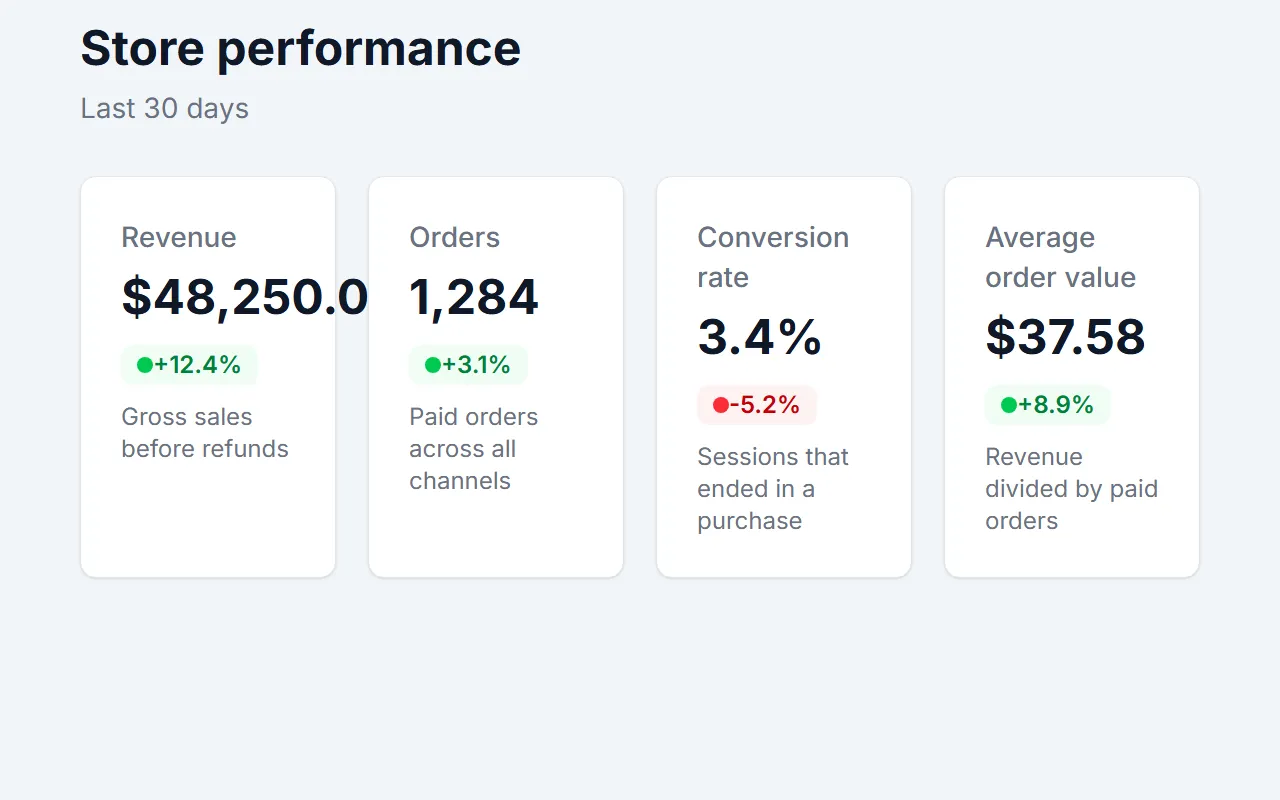 Store performance
Last 30 days
Revenue
$48,250.0
+12.4%
Gross sales
before refunds
Orders
1,284
+3.1%
Paid orders
across all
channels
Conversion
rate
3.4%
-5.2%
Sessions that
ended in a
purchase
Average
order value
$37.58
+8.9%
Revenue
divided by paid
orders